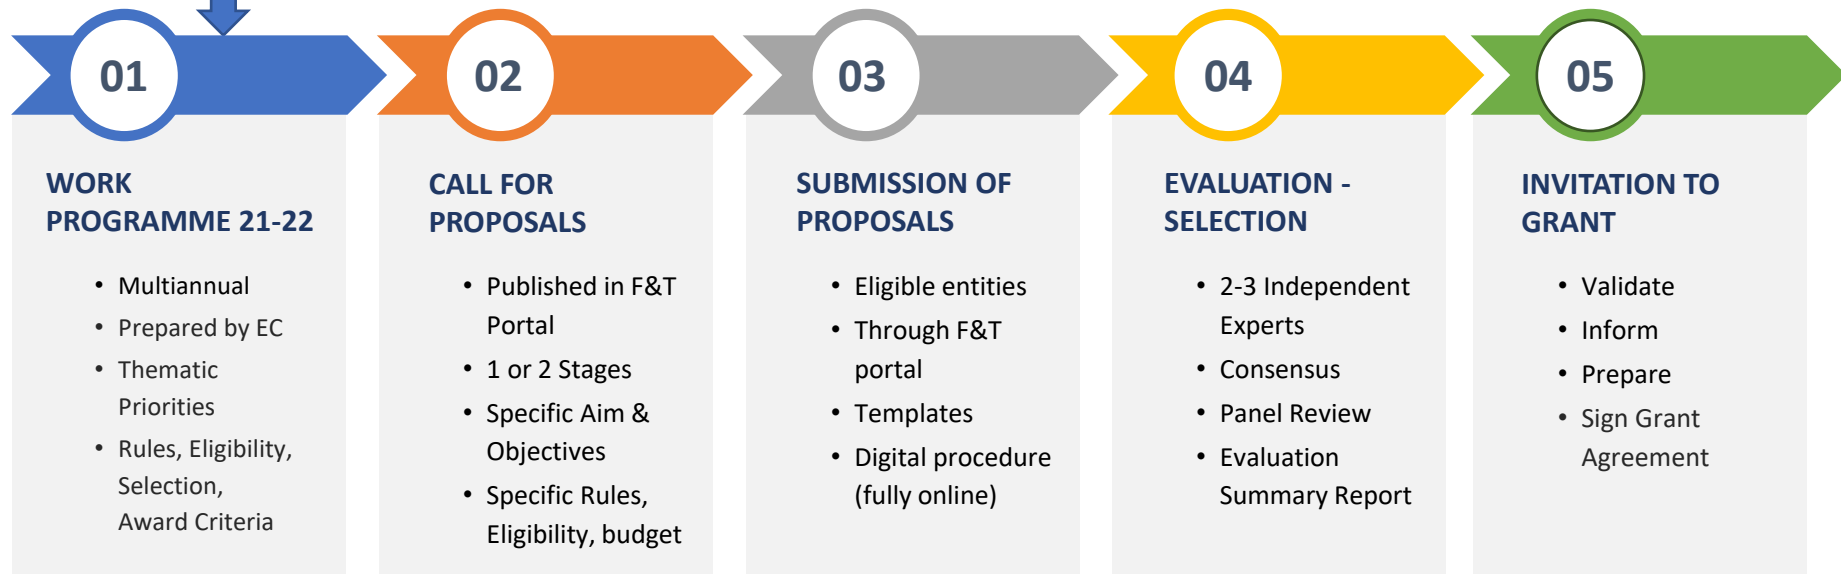 01
WORK
PROGRAMME 21-22
• Multiannual
• Prepared by EC
• Thematic
Priorities
• Rules, Eligibility,
Selection,
Award Criteria
02
CALL FOR
PROPOSALS
• Published in F&T
Portal
• 1 or 2 Stages
• Specific Aim &
Objectives
• Specific Rules,
Eligibility, budget
03
SUBMISSION OF
PROPOSALS
• Eligible entities
• Through F&T
portal
• Templates
• Digital procedure
(fully online)
04
EVALUATION -
SELECTION
• 2-3 Independent
Experts
• Consensus
• Panel Review
• Evaluation
Summary Report
05
INVITATION TO
GRANT
• Validate
• Inform
• Prepare
• Sign Grant
Agreement